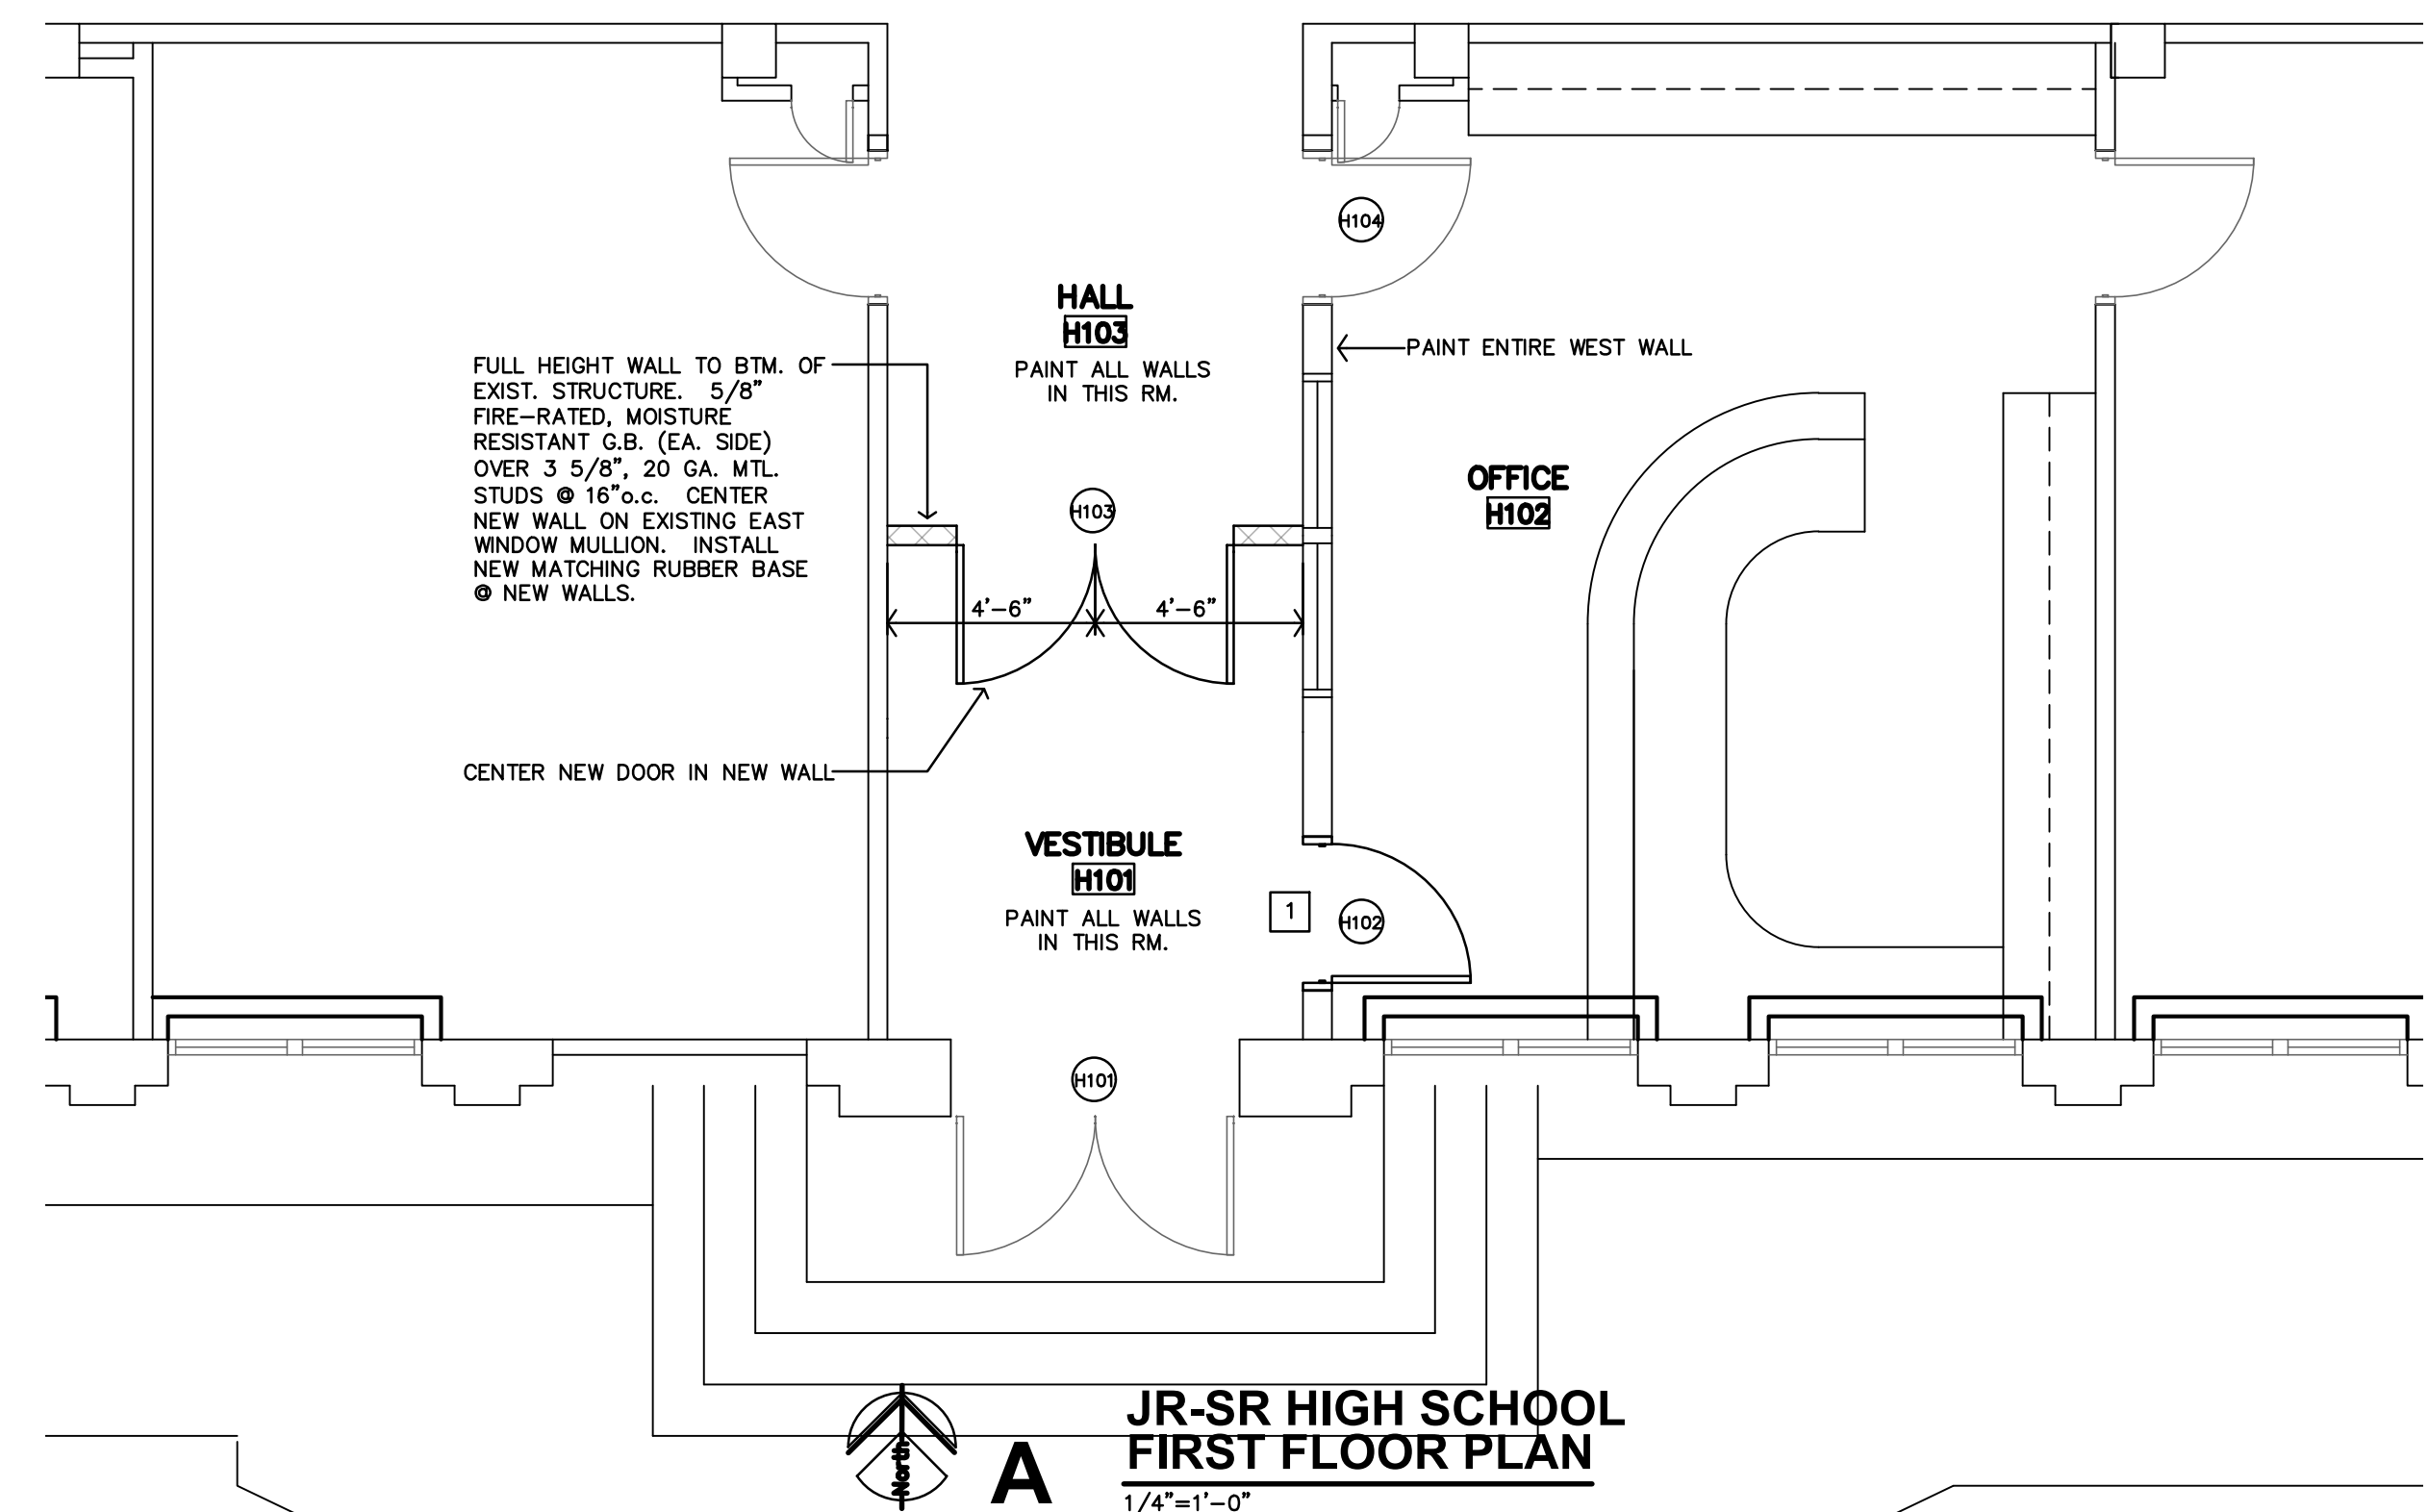 H104
HALL
H103
PAINT ALL WALLS
IN THIS RM.
PAINT ENTIRE WEST WALL
FULL HEIGHT WALL TO BTM. OF
EXIST. STRUCTURE. 5/8"
FIRE-RATED, MOISTURE
RESISTANT G.B. (EA. SIDE)
OVER 3 5/8", 20 GA. MTL.
STUDS @ 16"o.c. CENTER
NEW WALL ON EXISTING EAST
WINDOW MULLION. INSTALL
NEW MATCHING RUBBER BASE
@ NEW WALLS.
OFFICE
H102
H103
4'-6"
4'-6"
CENTER NEW DOOR IN NEW WALL
VESTIBULE
H101
PAINT ALL WALLS
IN THIS RM.
1
H102
H101
North
A
JR-SR HIGH SCHOOL
FIRST FLOOR PLAN
1/4"=1'-0"